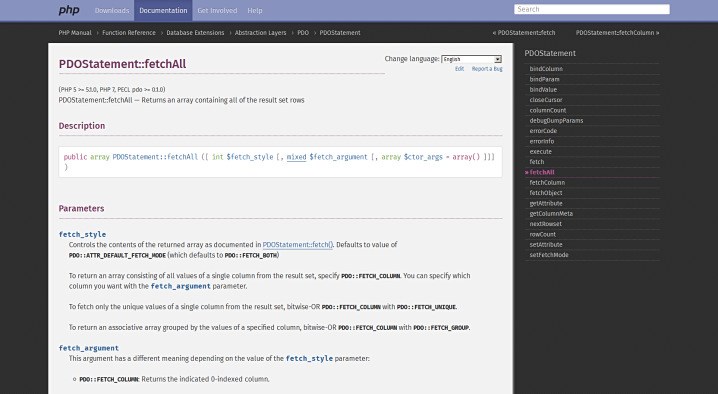 php Downloads Documentation Get Involved Help Search
PHP Manual › Function Reference › Database Extensions › Abstraction Layers › PDO › PDOStatement « PDOStatement::fetch PDOStatement::fetchColumn »
PDOStatement::fetchAll
Change language: English
Edit Report a Bug
(PHP 5 >= 5.1.0, PHP 7, PECL pdo >= 0.1.0)
PDOStatement::fetchAll — Returns an array containing all of the result set rows
Description
public array PDOStatement::fetchAll ([ int $fetch_style [, mixed $fetch_argument [, array $ctor_args = array() ]]]
)
Parameters
fetch_style
Controls the contents of the returned array as documented in PDOStatement::fetch(). Defaults to value of
PDO::ATTR_DEFAULT_FETCH_MODE (which defaults to PDO::FETCH_BOTH)
To return an array consisting of all values of a single column from the result set, specify PDO::FETCH_COLUMN. You can specify which
column you want with the fetch_argument parameter.
To fetch only the unique values of a single column from the result set, bitwise-OR PDO::FETCH_COLUMN with PDO::FETCH_UNIQUE.
To return an associative array grouped by the values of a specified column, bitwise-OR PDO::FETCH_COLUMN with PDO::FETCH_GROUP.
fetch_argument
This argument has a different meaning depending on the value of the fetch_style parameter:
PDO::FETCH_COLUMN: Returns the indicated 0-indexed column.
PDOStatement
bindColumn
bindParam
bindValue
closeCursor
columnCount
debugDumpParams
errorCode
errorInfo
execute
fetch
» fetchAll
fetchColumn
fetchObject
getAttribute
getColumnMeta
nextRowset
rowCount
setAttribute
setFetchMode